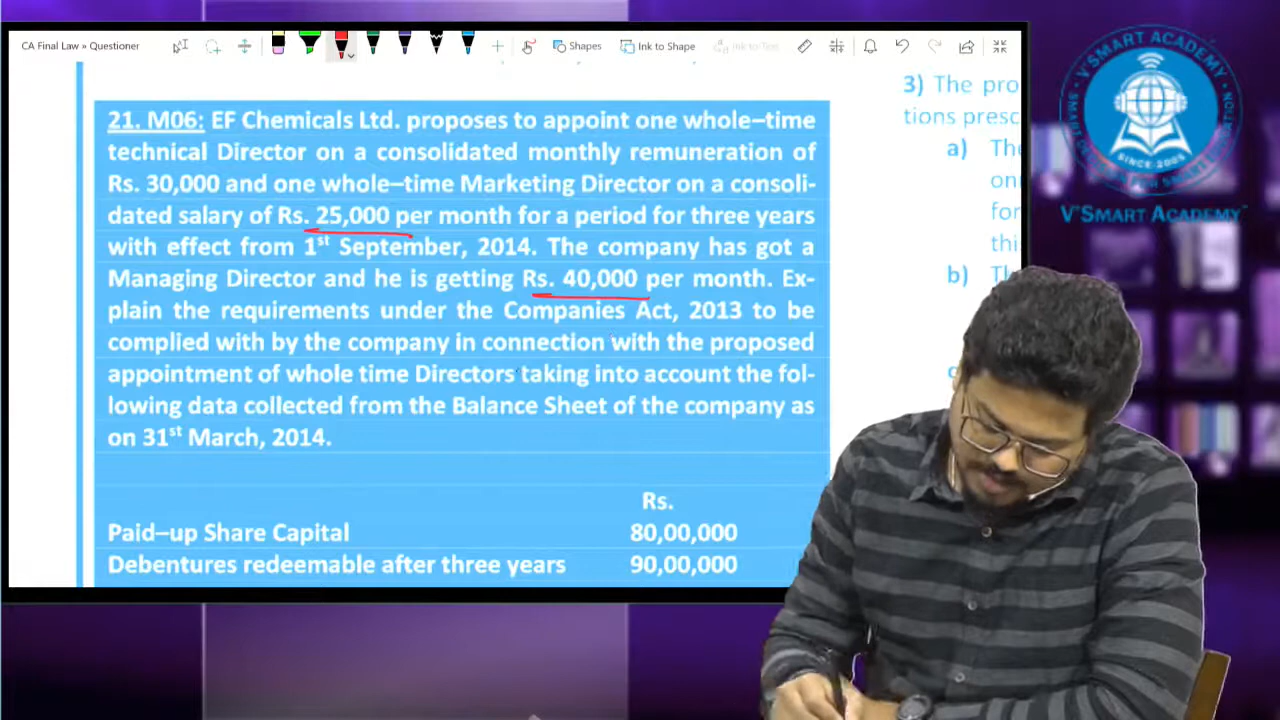 CA Final Law » Questioner
Shapes
Ink to Shape
Ink to Text
21. M06: EF Chemicals Ltd. proposes to appoint one whole–time
technical Director on a consolidated monthly remuneration of
Rs. 30,000 and one whole–time Marketing Director on a consoli-
dated salary of Rs. 25,000 per month for a period for three years
with effect from 1st September, 2014. The company has got a
Managing Director and he is getting Rs. 40,000 per month. Ex-
plain the requirements under the Companies Act, 2013 to be
complied with by the company in connection with the proposed
appointment of whole time Directors taking into account the fol-
lowing data collected from the Balance Sheet of the company as
on 31st March, 2014.
Rs.
Paid–up Share Capital 80,00,000
Debentures redeemable after three years 90,00,000
3) The pro
tions presc
a) The
for
b)
V'SMART ACADEMY
SINCE 2005
V'SMART ACADEMY